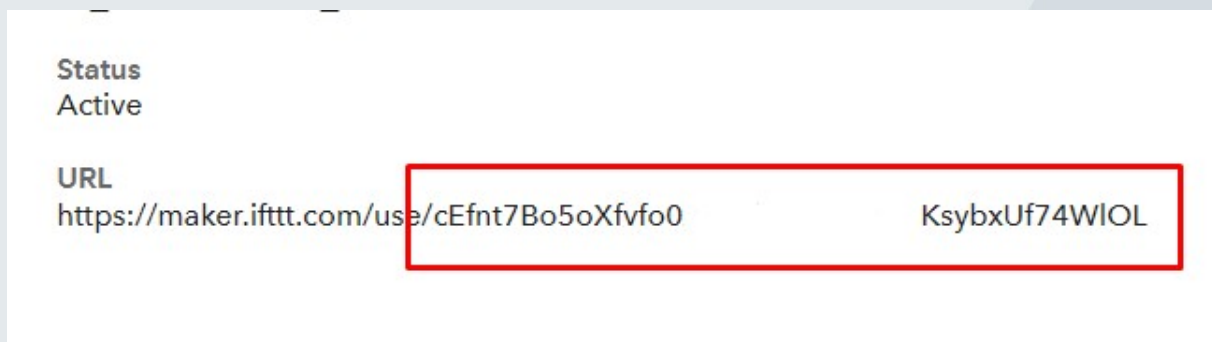 Status
Active
URL
https://maker.ifttt.com/use/cEfnt7Bo5oXfvfo0 KsybxUf74WlOL